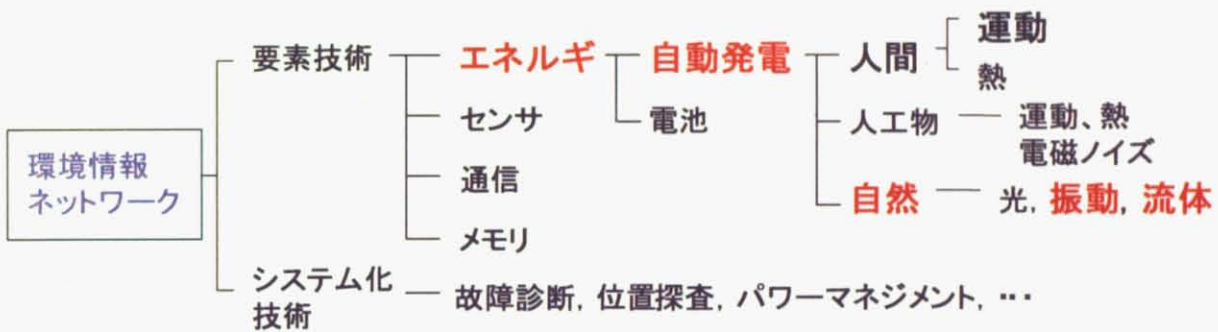 環境情報
ネットワーク
要素技術
エネルギ
自動発電
人間
運動
熱
センサ
電池
人工物
運動、熱
電磁ノイズ
通信
自然
光, 振動, 流体
メモリ
システム化
技術
故障診断, 位置探査, パワーマネジメント, …